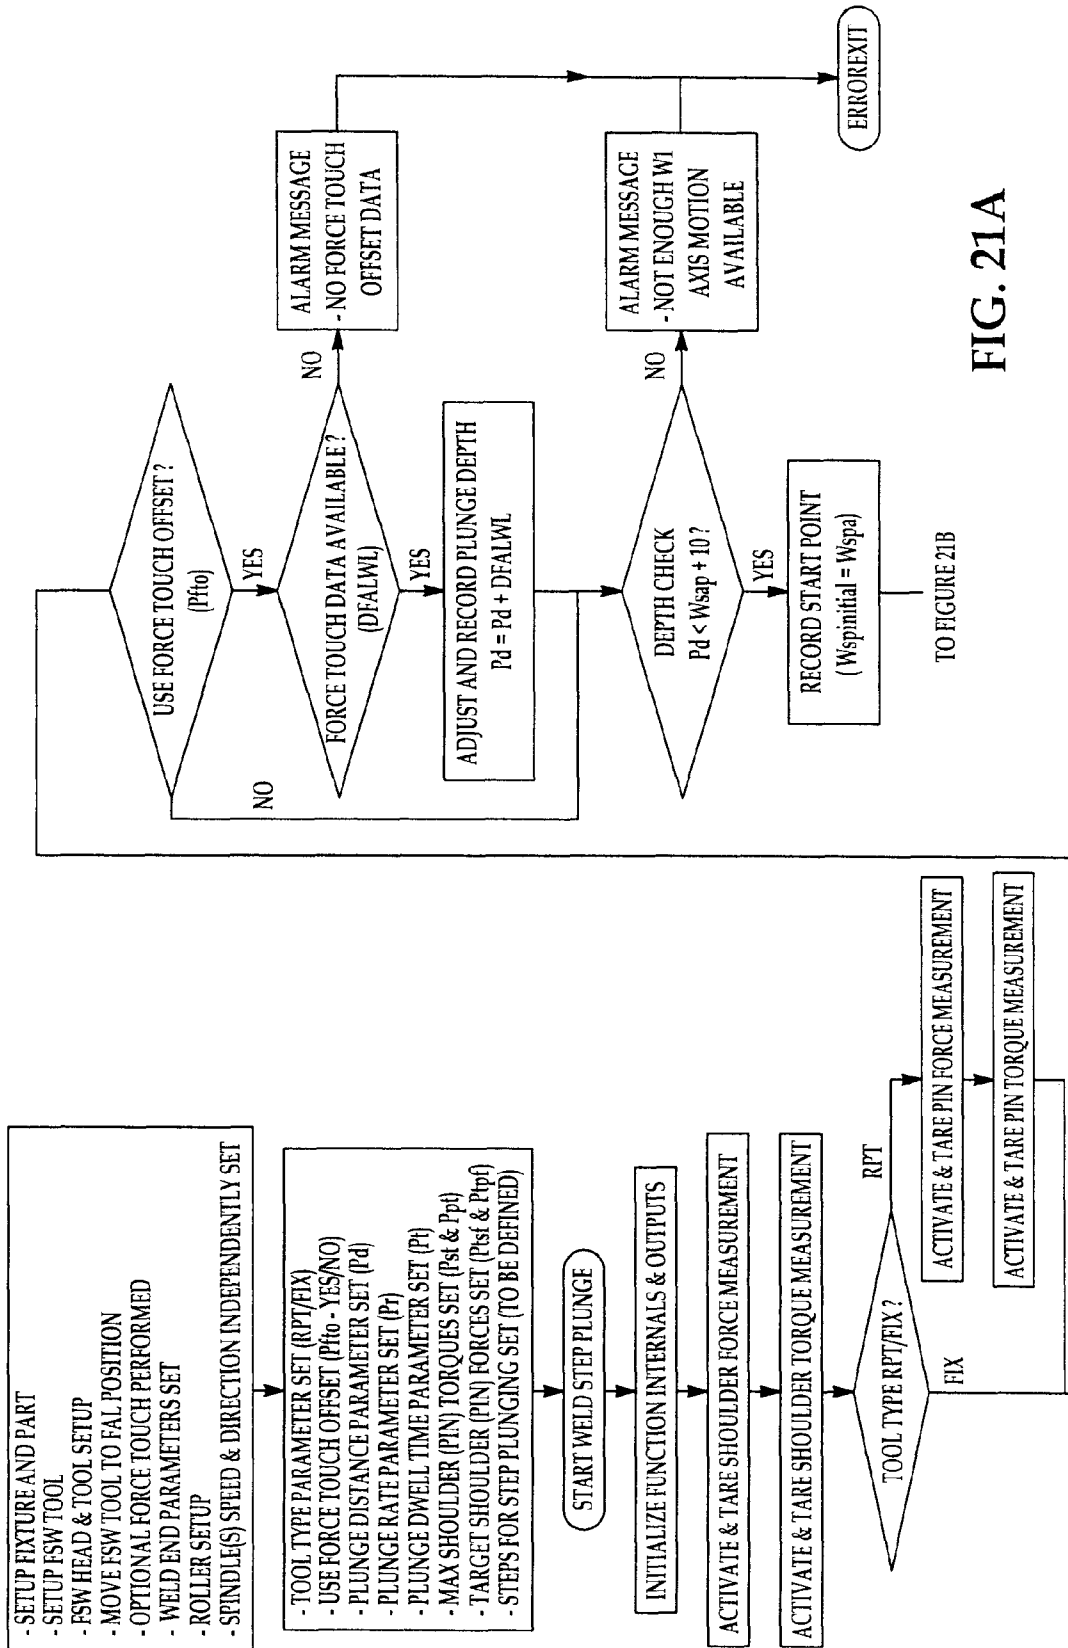 - SETUP FIXTURE AND PART
- SETUP FSW TOOL
- FSW HEAD & TOOL SETUP
- MOVE FSW TOOL TO FAL POSITION
- OPTIONAL FORCE TOUCH PERFORMED
- WELD END PARAMETERS SET
- ROLLER SETUP
- SPINDLE(S) SPEED & DIRECTION INDEPENDENTLY SET
- TOOL TYPE PARAMETER SET (RPT/FIX)
- USE FORCE TOUCH OFFSET (Pfto - YES/NO)
- PLUNGE DISTANCE PARAMETER SET (Pd)
- PLUNGE RATE PARAMETER SET (Pr)
- PLUNGE DWELL TIME PARAMETER SET (Pt)
- MAX SHOULDER (PIN) TORQUES SET (Pst & Ppt)
- TARGET SHOULDER (PIN) FORCES SET (Ptsf & Ptpf)
- STEPS FOR STEP PLUNGING SET (TO BE DEFINED)
START WELD STEP PLUNGE
INITIALIZE FUNCTION INTERNALS & OUTPUTS
ACTIVATE & TARE SHOULDER FORCE MEASUREMENT
ACTIVATE & TARE SHOULDER TORQUE MEASUREMENT
TOOL TYPE RPT/FIX ?
RPT
FIX
ACTIVATE & TARE PIN FORCE MEASUREMENT
ACTIVATE & TARE PIN TORQUE MEASUREMENT
USE FORCE TOUCH OFFSET ?
(Pfto)
NO
YES
FORCE TOUCH DATA AVAILABLE ?
(DFALWL)
NO
ALARM MESSAGE
- NO FORCE TOUCH
OFFSET DATA
YES
ADJUST AND RECORD PLUNGE DEPTH
Pd = Pd + DFALWL
DEPTH CHECK
Pd < Wsap + 10 ?
NO
ALARM MESSAGE
- NOT ENOUGH W1
AXIS MOTION
AVAILABLE
YES
RECORD START POINT
( Wspinitial = Wspa)
ERROREXIT
TO FIGURE 21B
FIG. 21A